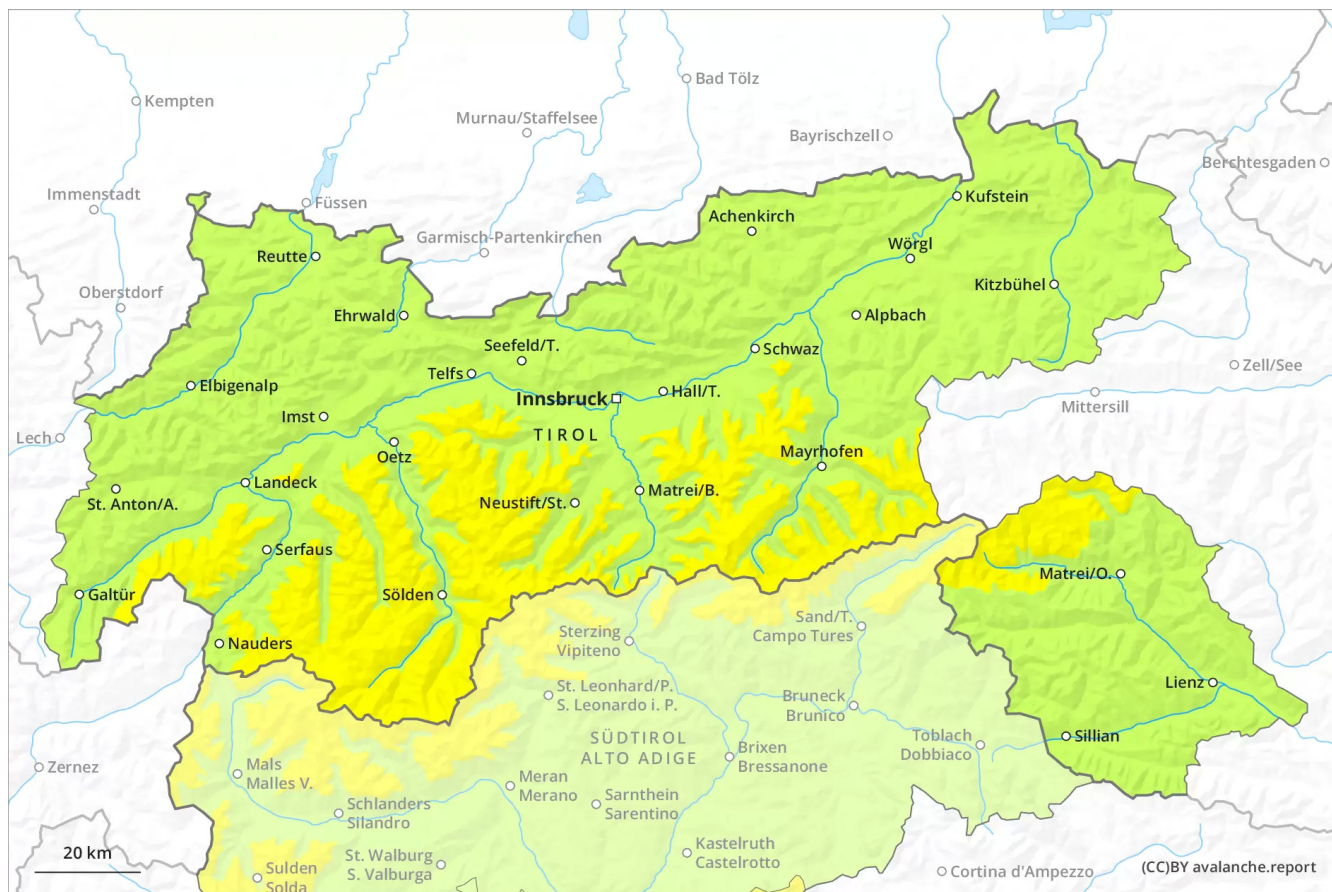 Kempten
Bad Tölz
Murnau/Staffelsee
Bayrischzell
Berchtesgaden
Immenstadt
Füssen
Kufstein
Achenkirch
Garmisch-Partenkirchen
Wörgl
Reutte
Oberstdorf
Kitzbühel
Ehrwald
Alpbach
Seefeld/T.
Schwaz
Zell/See
Telfs
Elbigenalp
Hall/T.
Mittersill
Innsbruck
Imst
Lech
TIROL
Oetz
Mayrhofen
Landeck
St. Anton/A.
Neustift/St.
Matrei/B.
Serfaus
Matrei/O.
Galtür
Sölden
Sand/T.
Campo Tures
Sterzing
Vipiteno
Nauders
Lienz
St. Leonhard/P.
S. Leonardo i. P.
Bruneck
Brunico
SÜDTIROL
ALTO ADIGE
Toblach
Dobbiaco
Sillian
Brixen
Bressanone
Zernez
Mals
Malles V.
Meran
Merano
Sarnthein
Sarentino
Schlanders
Silandro
Kastelruth
Castelrotto
20 km
St. Walburg
S. Valburga
Sulden
Solda
Cortina d'Ampezzo
(CC)BY avalanche.report